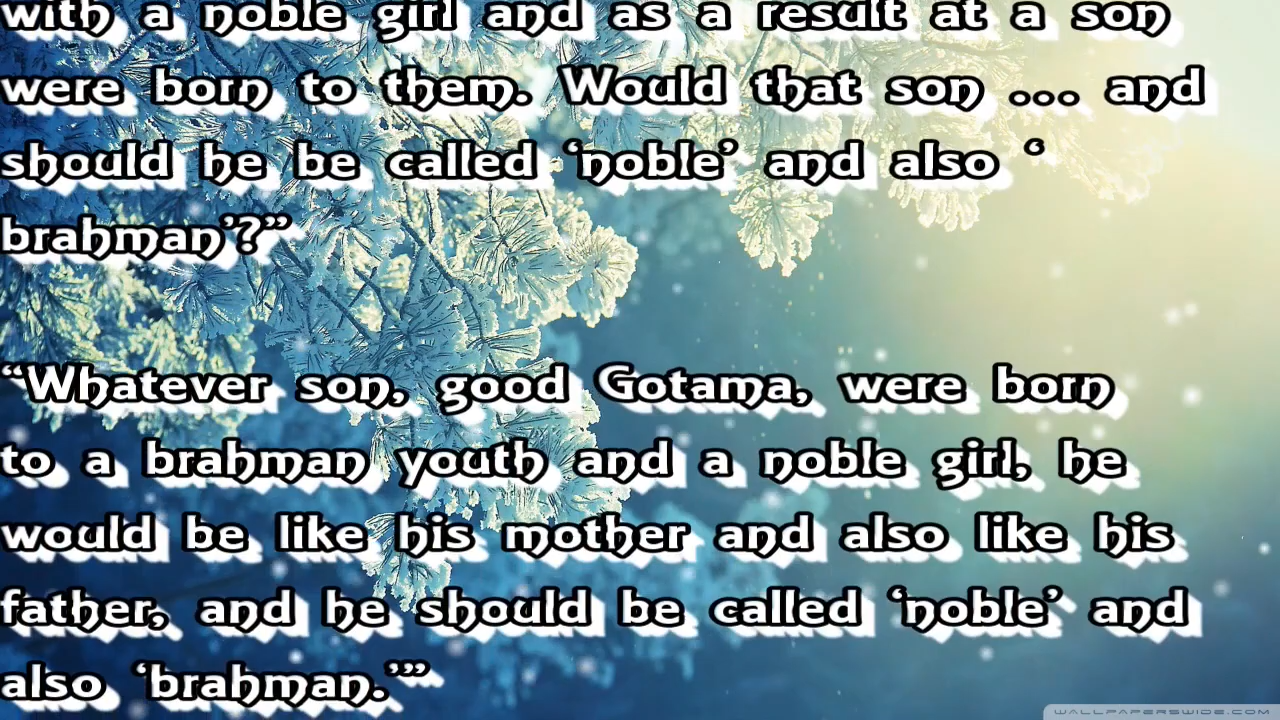 with a noble girl and as a result at a son
were born to them. Would that son ... and
should he be called ‘noble’ and also ‘
brahman’?”
“Whatever son, good Gotama, were born
to a brahman youth and a noble girl, he
would be like his mother and also like his
father, and he should be called ‘noble’ and
also ‘brahman.’”
WALLPAPERSWIDE.COM